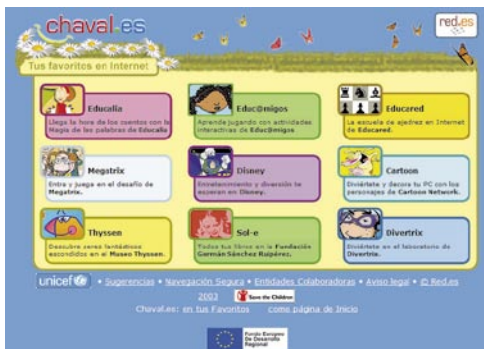 chaval.es
red.es
Tus favoritos en Internet
Educalia
Llega la hora de los cuentos con la
Magia de las palabras de Educalia
Educ@migos
Aprende jugando con actividades
interactivas de Educ@migos
Educared
La escuela de ajedrez en Internet
de Educared.
Megatrix
Entra y juega en el desafío de
Megatrix.
Disney
Entretenimiento y diversión te
esperan en Disney.
Cartoon
Diviértete y decora tu PC con los
personajes de Cartoon Network.
Thyssen
Descubre seres fantásticos
escondidos en el Museo Thyssen.
Sol-e
Todos tus libros en la Fundación
Germán Sánchez Ruipérez.
Divertrix
Diviértete en el laboratorio de
Divertrix.
unicef • Sugerencias • Navegación Segura • Entidades Colaboradoras • Aviso legal • © Red.es
2003 Save the Children
Chaval.es: en tus Favoritos como página de Inicio
Fondo Europeo
De Desarrollo
Regional